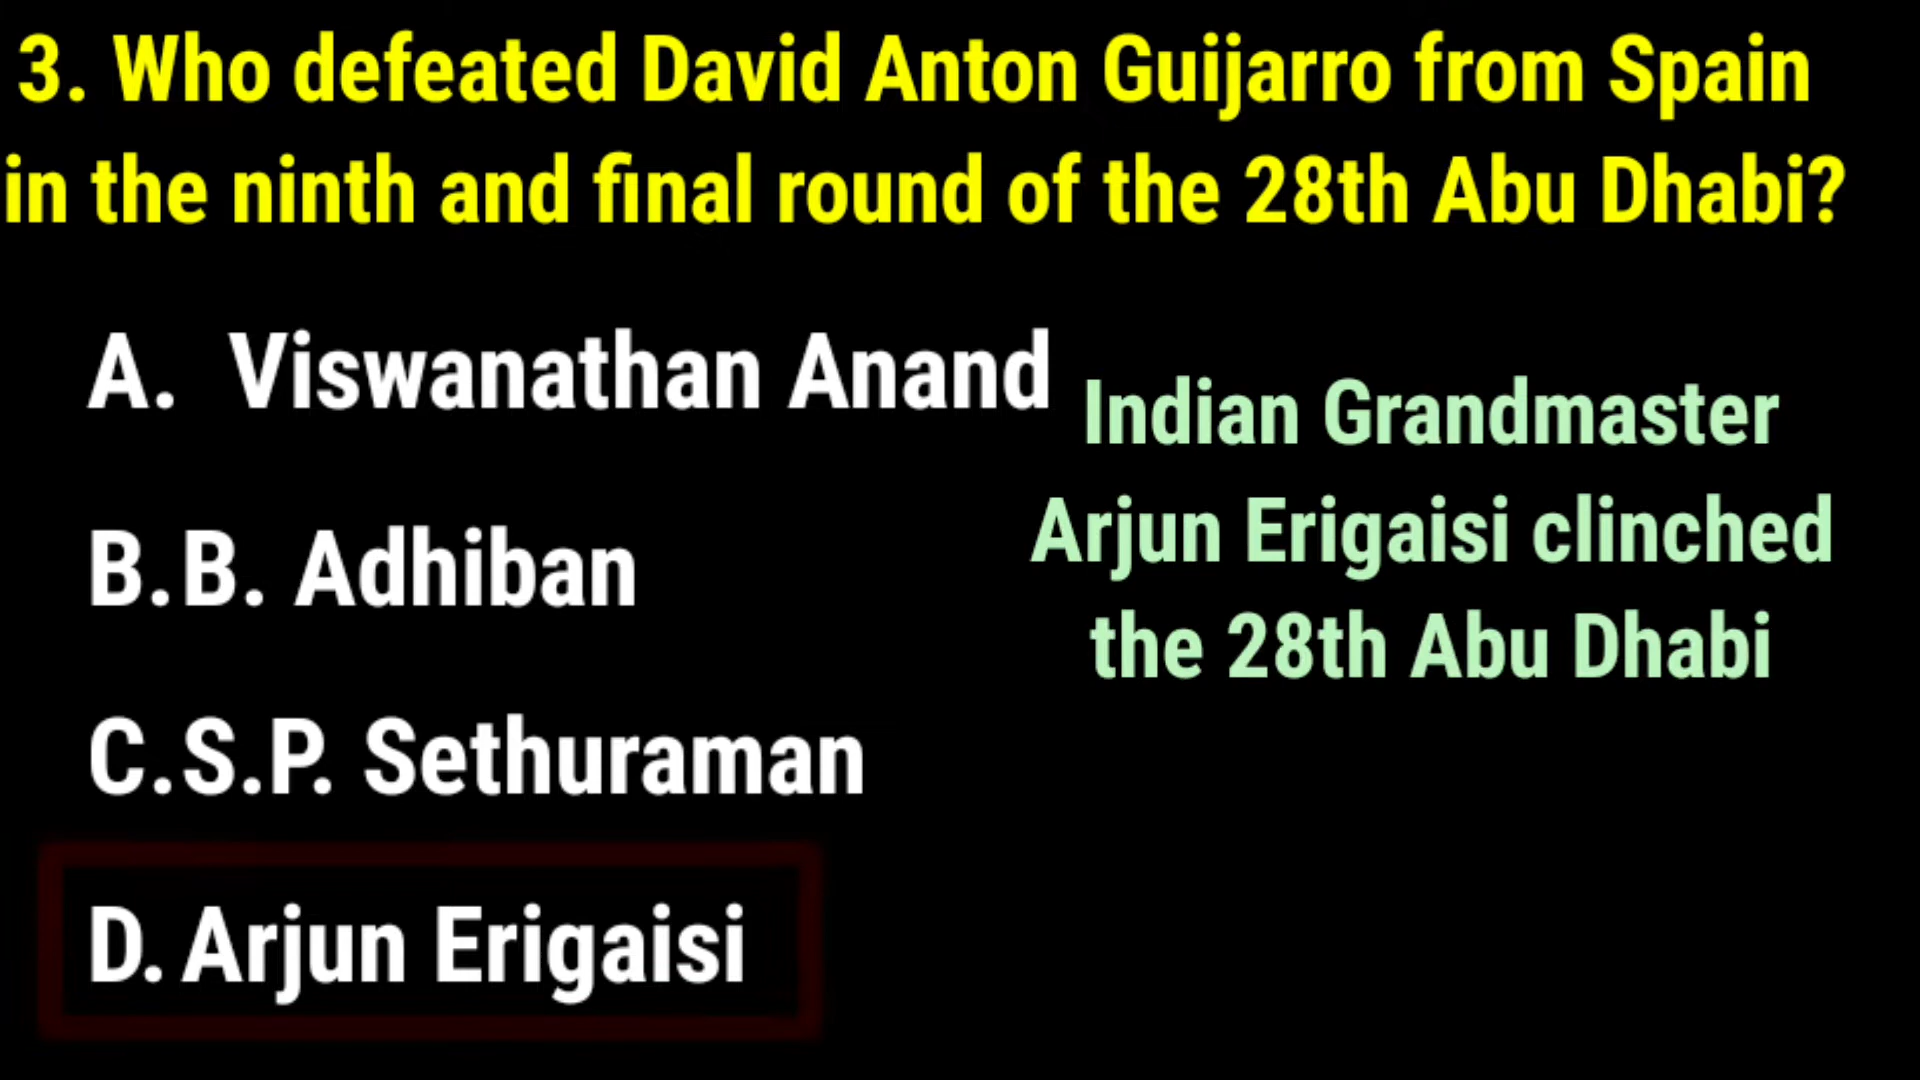 3. Who defeated David Anton Guijarro from Spain
in the ninth and final round of the 28th Abu Dhabi?
A. Viswanathan Anand
B. B. Adhiban
C. S.P. Sethuraman
D. Arjun Erigaisi
Indian Grandmaster
Arjun Erigaisi clinched
the 28th Abu Dhabi